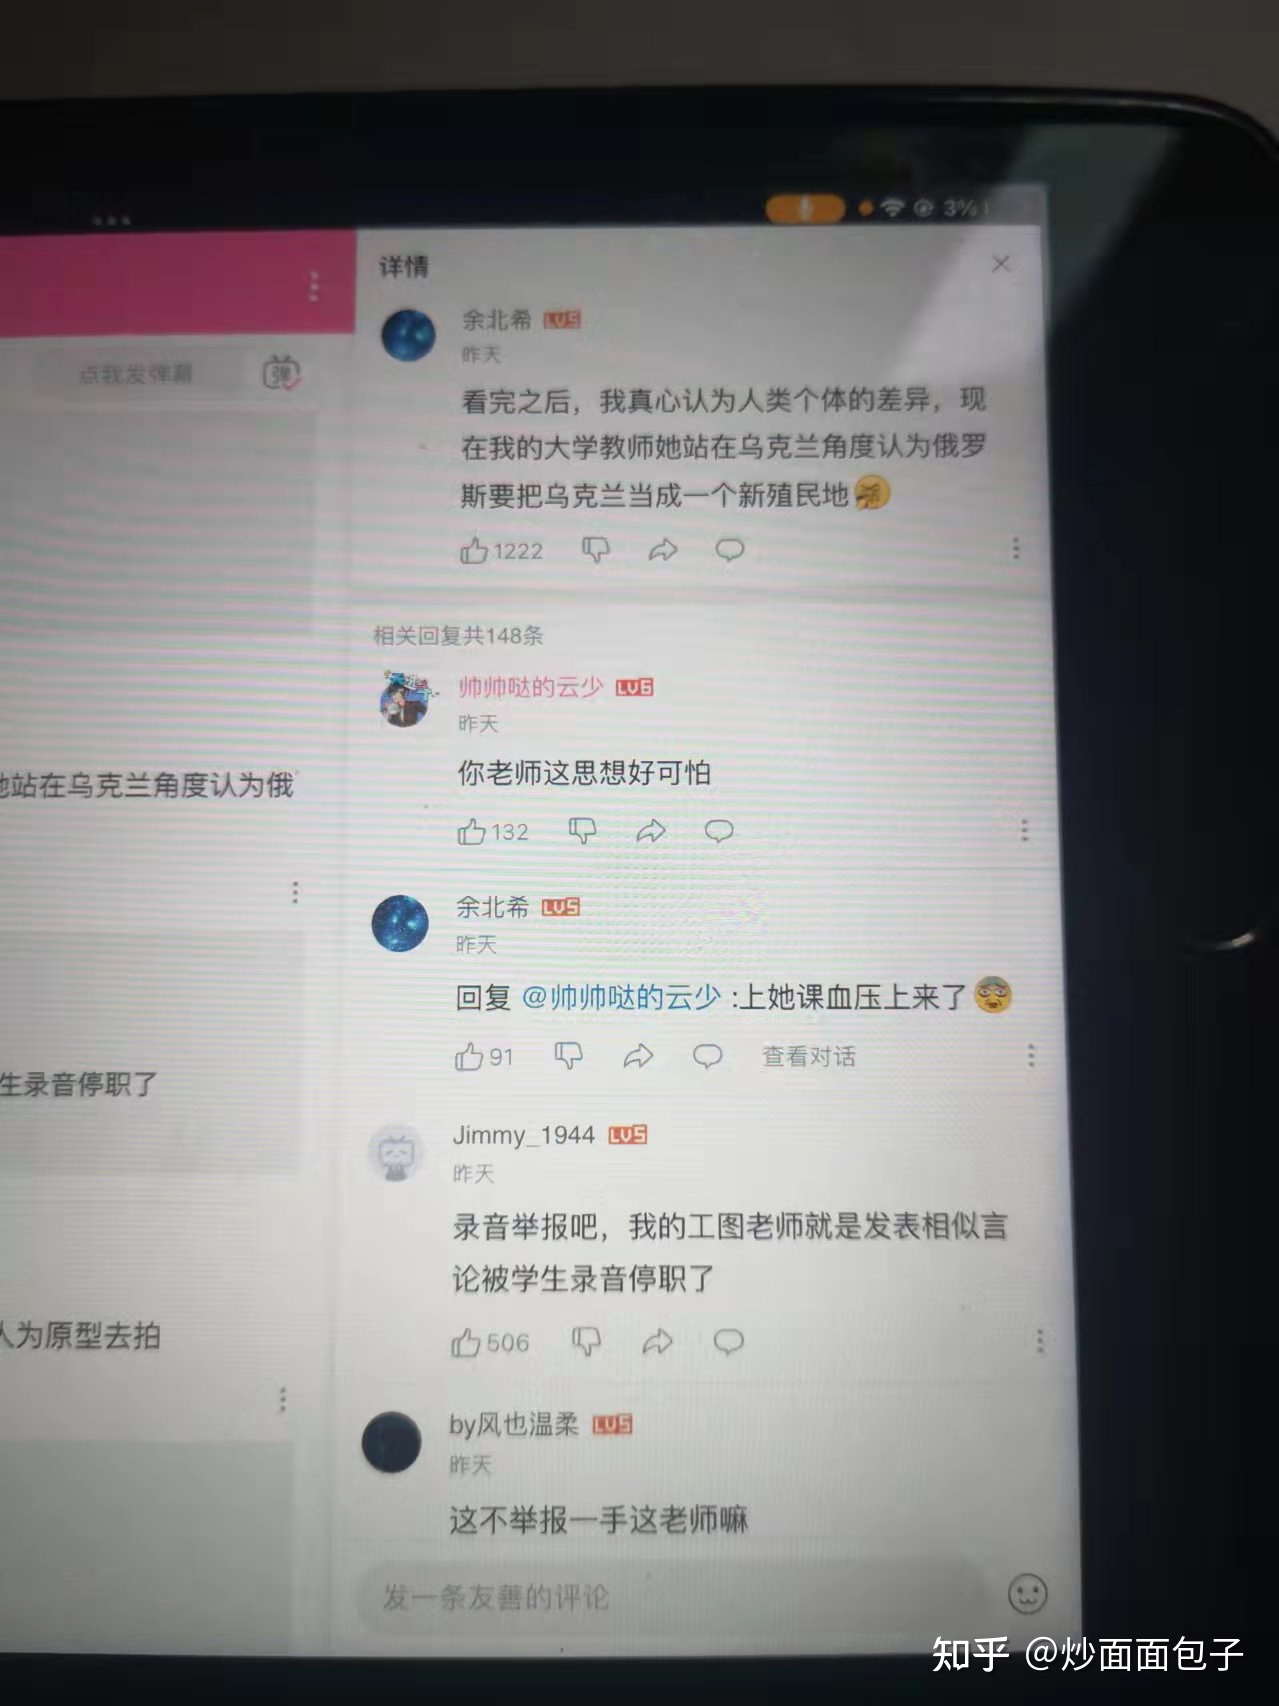 3%
详情
余北希 LV5
昨天
看完之后，我真心认为人类个体的差异，现
在我的大学教师她站在乌克兰角度认为俄罗
斯要把乌克兰当成一个新殖民地
1222
点我发弹幕
弹
相关回复共148条
帅帅哒的云少 LV6
昨天
你老师这思想好可怕
132
她站在乌克兰角度认为俄
余北希 LV5
昨天
回复 @帅帅哒的云少 :上她课血压上来了
91 查看对话
生录音停职了
Jimmy_1944 LV5
昨天
录音举报吧，我的工图老师就是发表相似言
论被学生录音停职了
506
人为原型去拍
by风也温柔 LV5
昨天
这不举报一手这老师嘛
发一条友善的评论
知乎 @炒面面包子